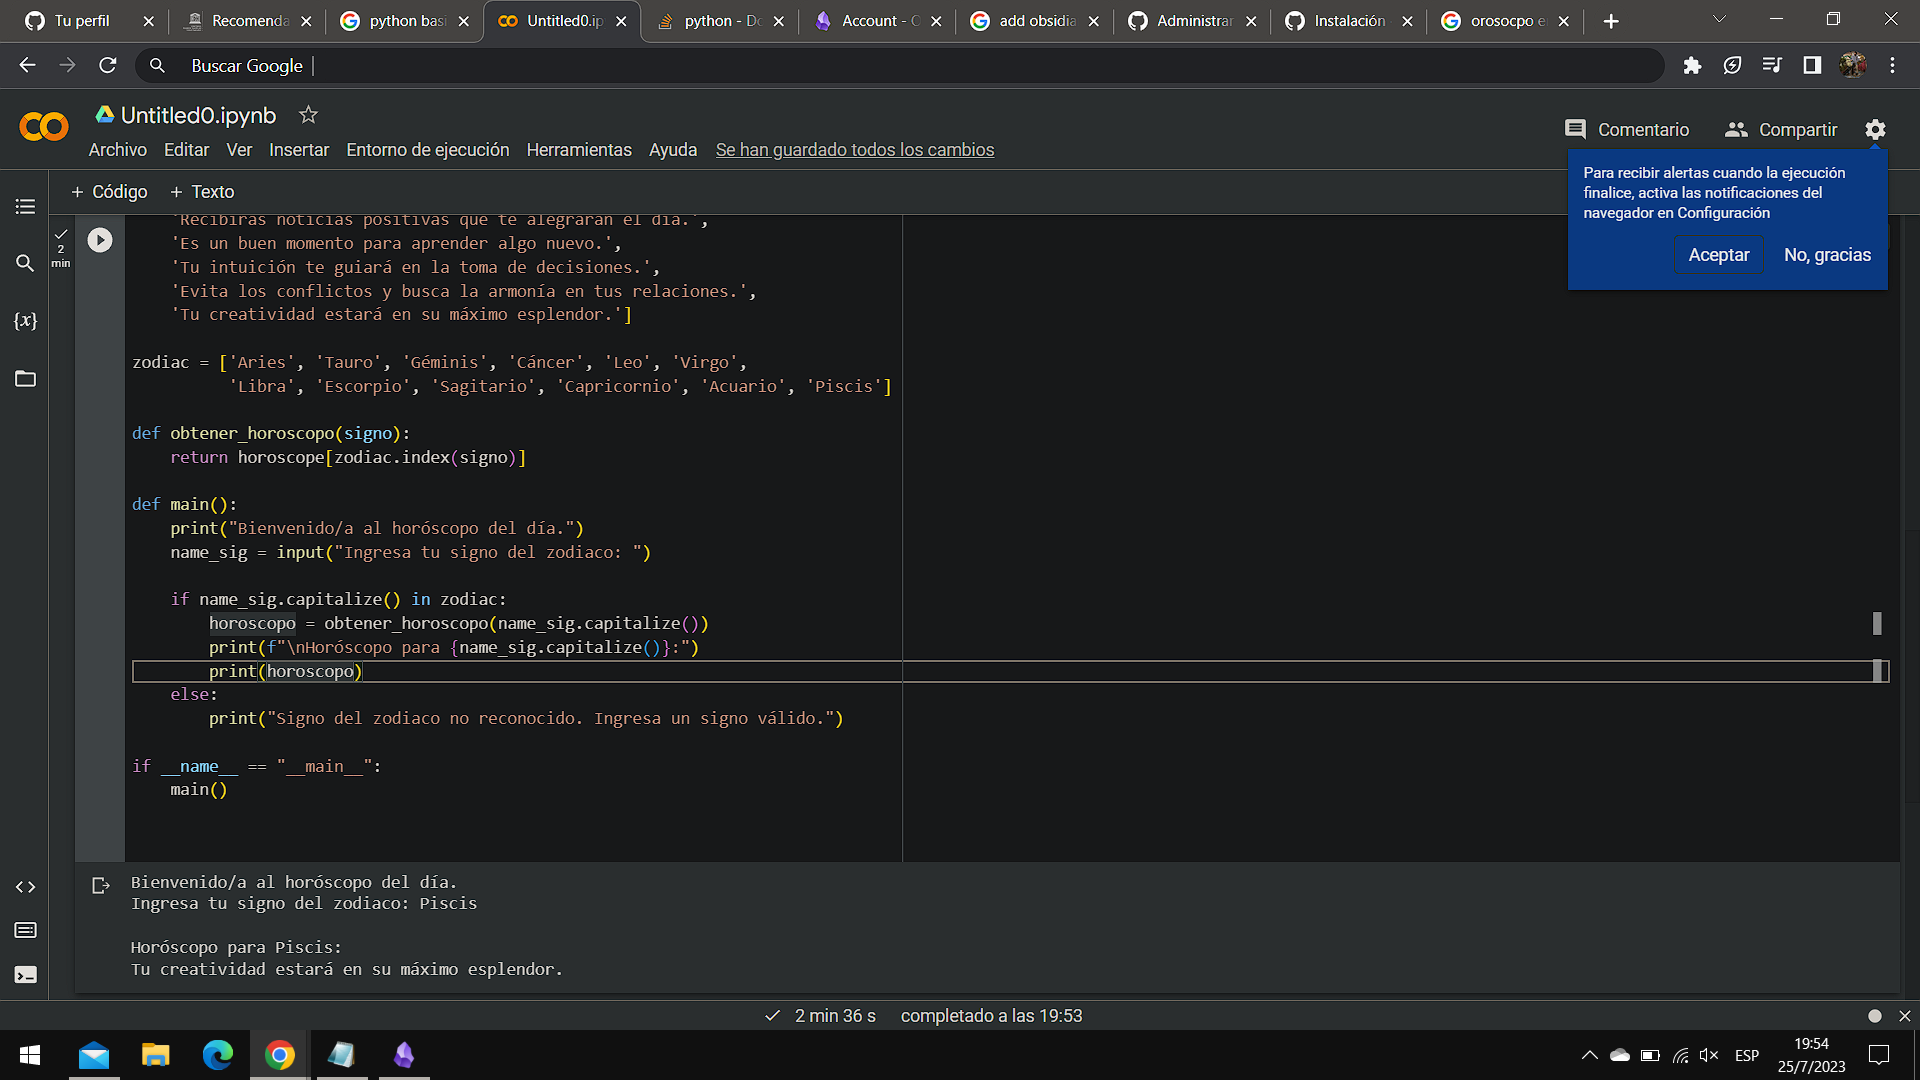 Tu perfil
Recomenda
python basi
Untitled0.ip
python - Do
Account - O
add obsidia
Administrar
Instalación
orosocpo e
Buscar Google
Untitled0.ipynb
Comentario
Compartir
Archivo Editar Ver Insertar Entorno de ejecución Herramientas Ayuda Se han guardado todos los cambios
Para recibir alertas cuando la ejecución
finalice, activa las notificaciones del
navegador en Configuración
Aceptar No, gracias
+ Código + Texto
2
min
{x}
'Recibirás noticias positivas que te alegrarán el día.',
'Es un buen momento para aprender algo nuevo.',
'Tu intuición te guiará en la toma de decisiones.',
'Evita los conflictos y busca la armonía en tus relaciones.',
'Tu creatividad estará en su máximo esplendor.']
zodiac = ['Aries', 'Tauro', 'Géminis', 'Cáncer', 'Leo', 'Virgo',
'Libra', 'Escorpio', 'Sagitario', 'Capricornio', 'Acuario', 'Piscis']
def obtener_horoscopo(signo):
return horoscope[zodiac.index(signo)]
def main():
print("Bienvenido/a al horóscopo del día.")
name_sig = input("Ingresa tu signo del zodiaco: ")
if name_sig.capitalize() in zodiac:
horoscopo = obtener_horoscopo(name_sig.capitalize())
print(f"\nHoróscopo para {name_sig.capitalize()}:")
print(horoscopo)
else:
print("Signo del zodiaco no reconocido. Ingresa un signo válido.")
if __name__ == "__main__":
main()
Bienvenido/a al horóscopo del día.
Ingresa tu signo del zodiaco: Piscis
Horóscopo para Piscis:
Tu creatividad estará en su máximo esplendor.
2 min 36 s completado a las 19:53
ESP
19:54
25/7/2023